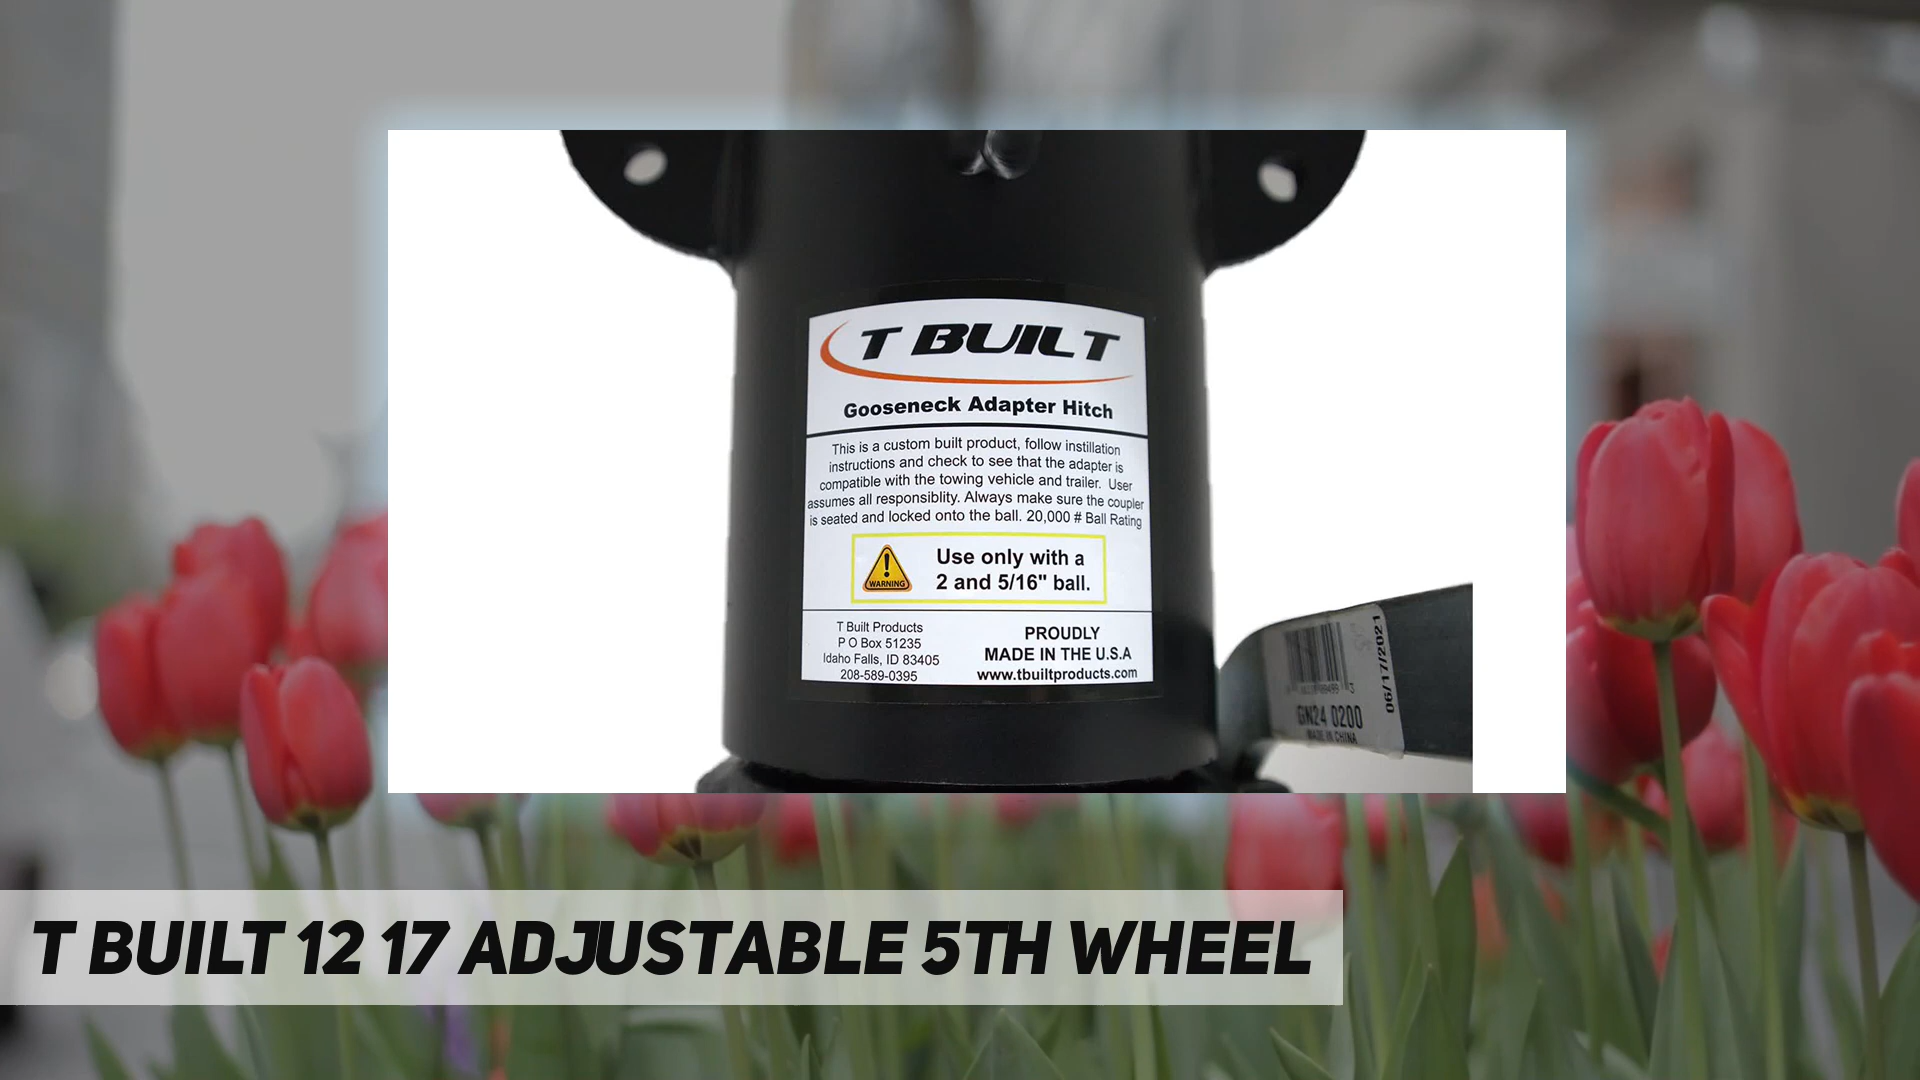 T BUILT
Gooseneck Adapter Hitch
This is a custom built product, follow instillation
instructions and check to see that the adapter is
compatible with the towing vehicle and trailer. User
assumes all responsiblity. Always make sure the coupler
is seated and locked onto the ball. 20,000 # Ball Rating
WARNING
Use only with a
2 and 5/16" ball.
T Built Products
P O Box 51235
Idaho Falls, ID 83405
208-589-0395
PROUDLY
MADE IN THE U.S.A
www.tbuiltproducts.com
06/17/2021
GN24 0200
MADE IN CHINA
T BUILT 12 17 ADJUSTABLE 5TH WHEEL